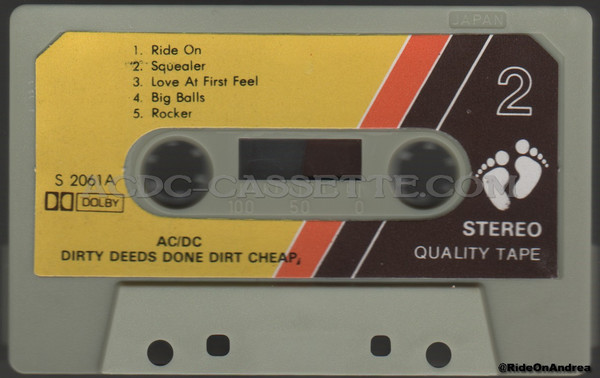 JAPAN
1. Ride On
2. Squealer
3. Love At First Feel
4. Big Balls
5. Rocker
2
S 2061A
ACDC-CASSETTE.COM
DOLBY
100 50 0
STEREO
QUALITY TAPE
AC/DC
DIRTY DEEDS DONE DIRT CHEAP,
@RideOnAndrea